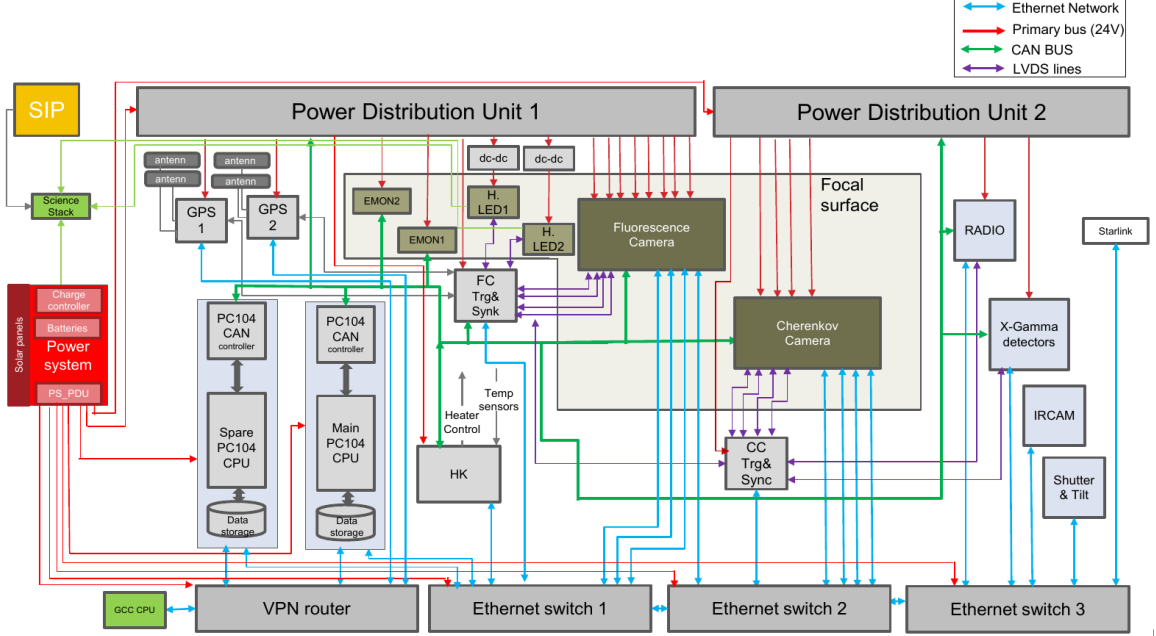 Ethernet Network
Primary bus (24V)
CAN BUS
LVDS lines
SIP
Power Distribution Unit 1
Power Distribution Unit 2
antenn
antenn
antenn
antenn
dc-dc
dc-dc
Science
Stack
GPS
1
GPS
2
EMON2
EMON1
H.
LED1
H.
LED2
Focal
surface
Fluorescence
Camera
RADIO
Starlink
FC
Trg&
Synk
Solar panels
Charge
controller
Batteries
Power
system
PS_PDU
PC104
CAN
controller
PC104
CAN
controller
Cherenkov
Camera
X-Gamma
detectors
Temp
sensors
Heater
Control
Spare
PC104
CPU
Main
PC104
CPU
HK
CC
Trg&
Sync
IRCAM
Shutter
& Tilt
Data
storage
Data
storage
GCC CPU
VPN router
Ethernet switch 1
Ethernet switch 2
Ethernet switch 3